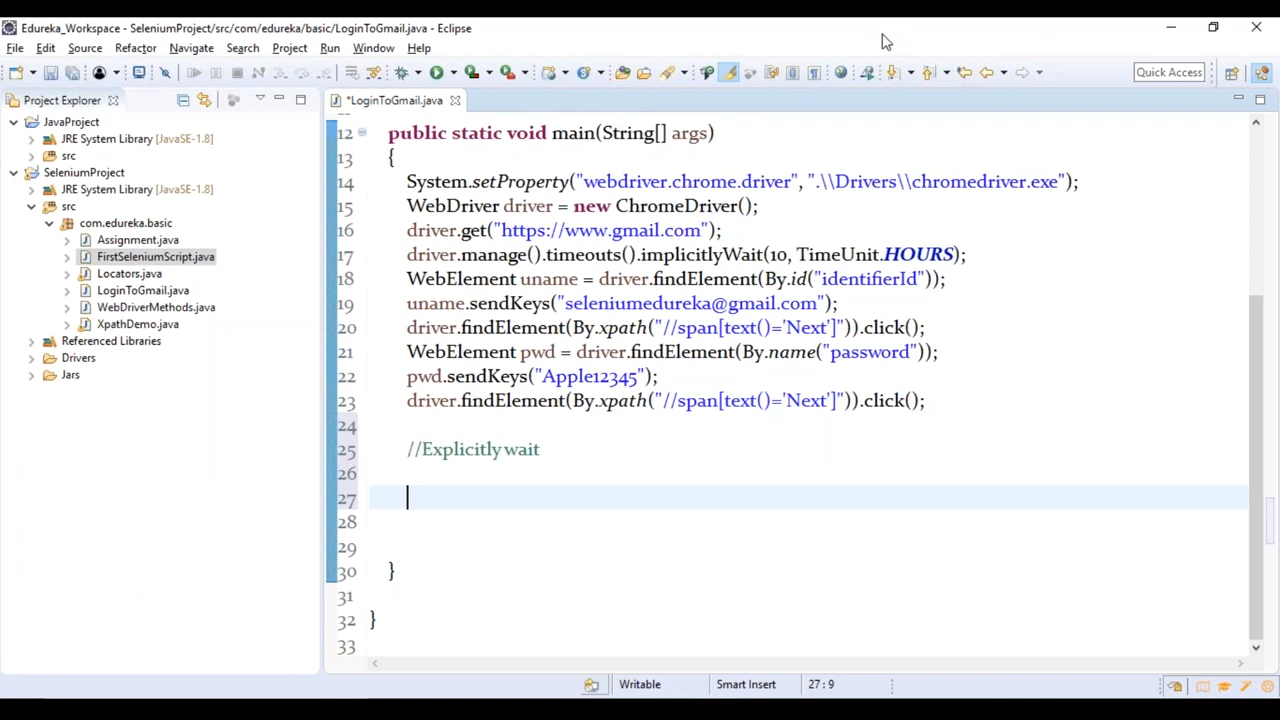 Edureka_Workspace - SeleniumProject/src/com/edureka/basic/LoginToGmail.java - Eclipse
File Edit Source Refactor Navigate Search Project Run Window Help
Quick Access
Project Explorer
*LoginToGmail.java
JavaProject
JRE System Library [JavaSE-1.8]
src
SeleniumProject
JRE System Library [JavaSE-1.8]
src
com.edureka.basic
Assignment.java
FirstSeleniumScript.java
Locators.java
LoginToGmail.java
WebDriverMethods.java
XpathDemo.java
Referenced Libraries
Drivers
Jars
12 public static void main(String[] args)
13 {
14 System.setProperty("webdriver.chrome.driver", ".\\Drivers\\chromedriver.exe");
15 WebDriver driver = new ChromeDriver();
16 driver.get("https://www.gmail.com");
17 driver.manage().timeouts().implicitlyWait(10, TimeUnit.HOURS);
18 WebElement uname = driver.findElement(By.id("identifierId"));
19 uname.sendKeys("seleniumedureka@gmail.com");
20 driver.findElement(By.xpath("//span[text()='Next']")).click();
21 WebElement pwd = driver.findElement(By.name("password"));
22 pwd.sendKeys("Apple12345");
23 driver.findElement(By.xpath("//span[text()='Next']")).click();
24
25 //Explicitly wait
26
27
28
29
30 }
31
32 }
33
Writable Smart Insert 27 : 9